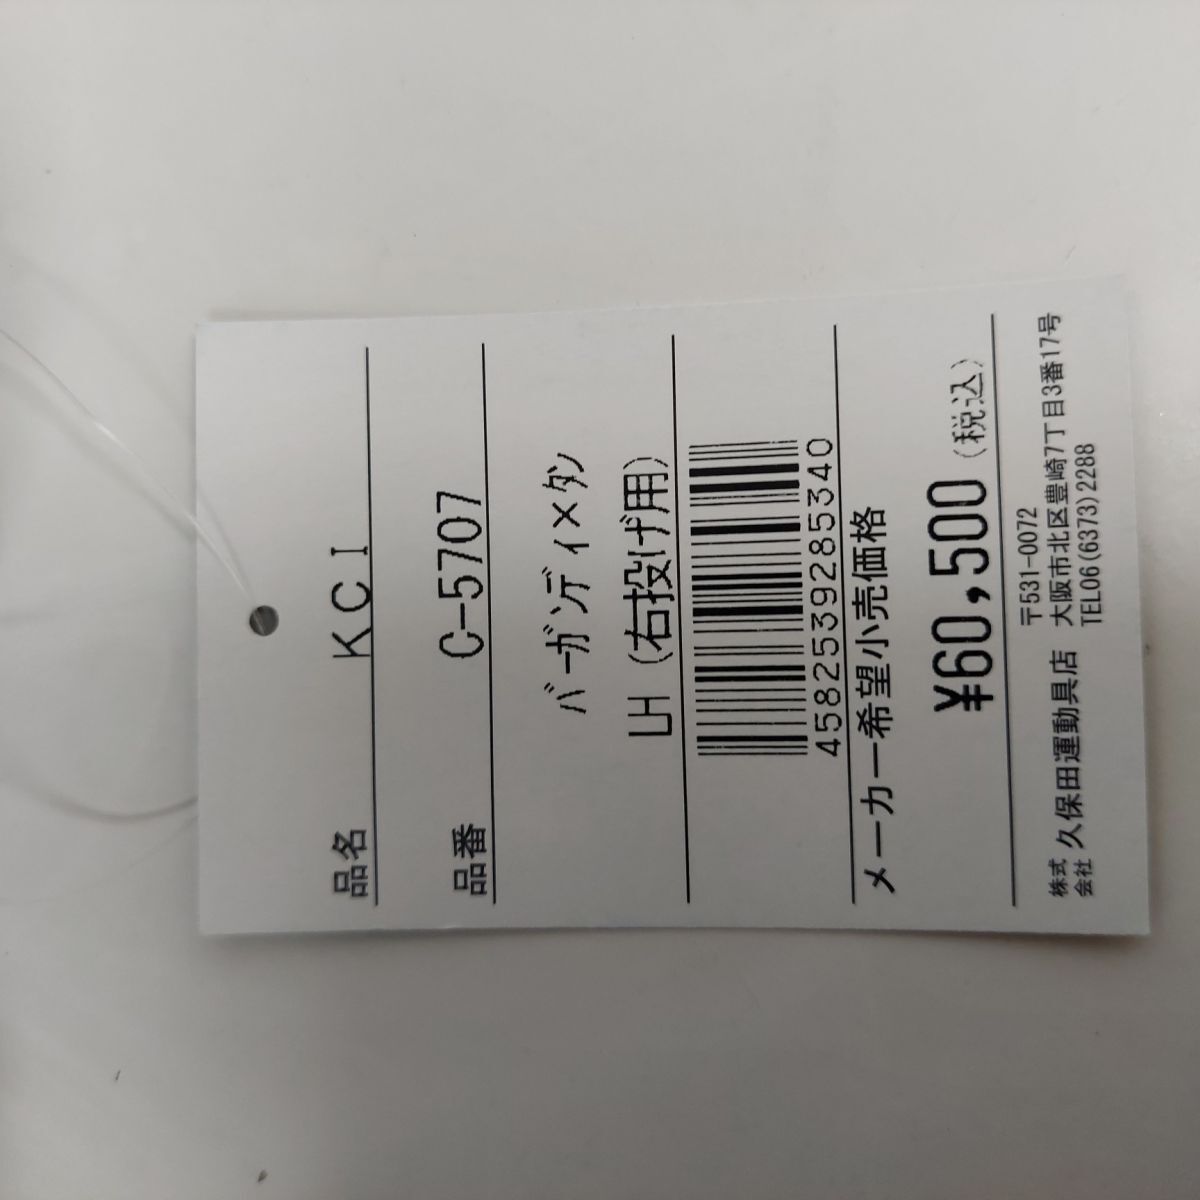 品名 KCI
品番 C-5707
バーガンディ×タン
LH (右投げ用)
4582539285340
メーカー希望小売価格
¥60,500 (税込)
株式会社 久保田運動具店
〒531-0072
大阪市北区豊崎7丁目3番17号
TEL06(6373)2288